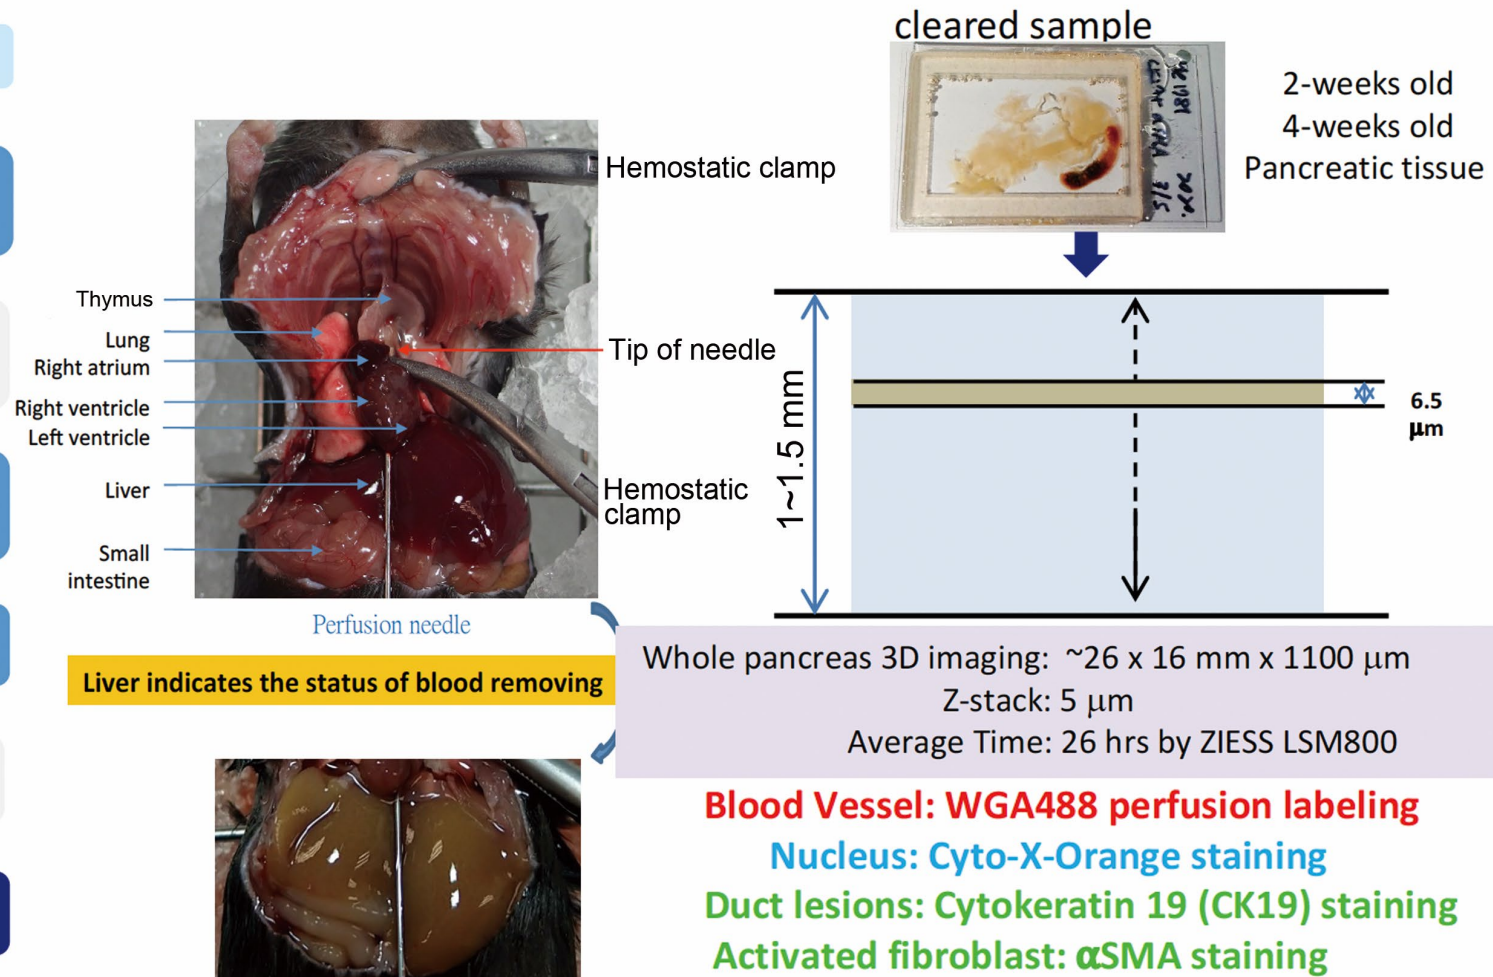 cleared sample
2-weeks old
4-weeks old
Pancreatic tissue
Hemostatic clamp
Thymus
Lung
Right atrium
Right ventricle
Left ventricle
Liver
Small
intestine
Tip of needle
Hemostatic
clamp
1~1.5 mm
6.5
μm
Perfusion needle
Liver indicates the status of blood removing
Whole pancreas 3D imaging: ~26 x 16 mm x 1100 μm
Z-stack: 5 μm
Average Time: 26 hrs by ZIESS LSM800
Blood Vessel: WGA488 perfusion labeling
Nucleus: Cyto-X-Orange staining
Duct lesions: Cytokeratin 19 (CK19) staining
Activated fibroblast: αSMA staining